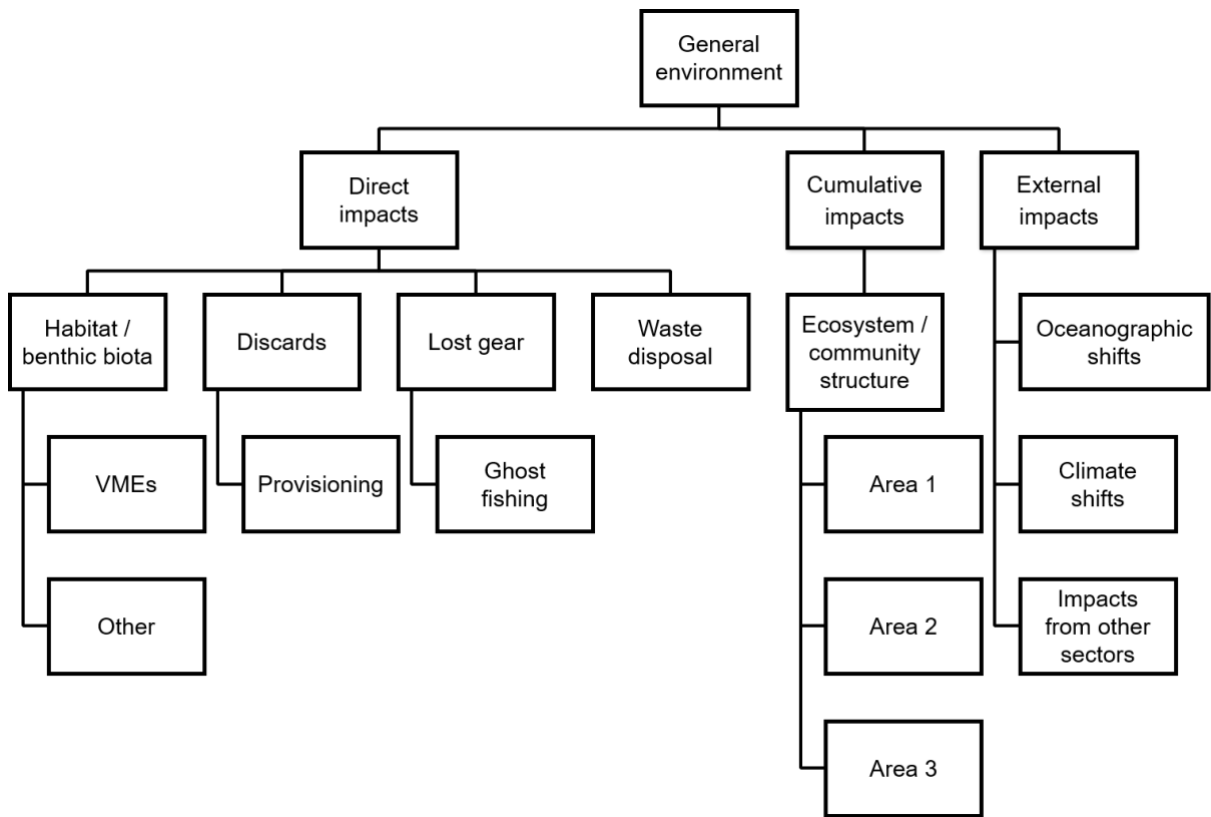 General
environment
Direct
impacts
Cumulative
impacts
External
impacts
Habitat /
benthic biota
Discards
Lost gear
Waste
disposal
Ecosystem /
community
structure
Oceanographic
shifts
VMEs
Provisioning
Ghost
fishing
Area 1
Climate
shifts
Other
Area 2
Impacts
from other
sectors
Area 3